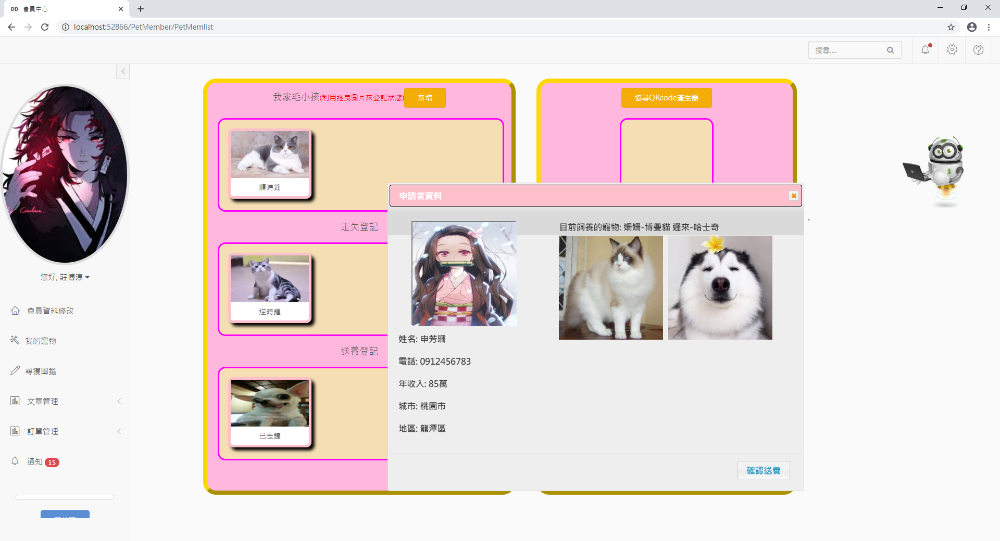 DD 會員中心
localhost:52866/PetMember/PetMemlist
搜尋....
您好, 莊博淳
會員資料修改
我的寵物
尋獲圖鑑
文章管理
訂單管理
通知 15
我家毛小孩(利用拖曳圖片來登記狀態) 新增
順時鐘
走失登記
逆時鐘
送養登記
已走鐘
協尋QRcode產生器
申請者資料
目前飼養的寵物: 姍姍-博曼貓 遲來-哈士奇
姓名: 申芳珊
電話: 0912456783
年收入: 85萬
城市: 桃園市
地區: 龍潭區
確認送養